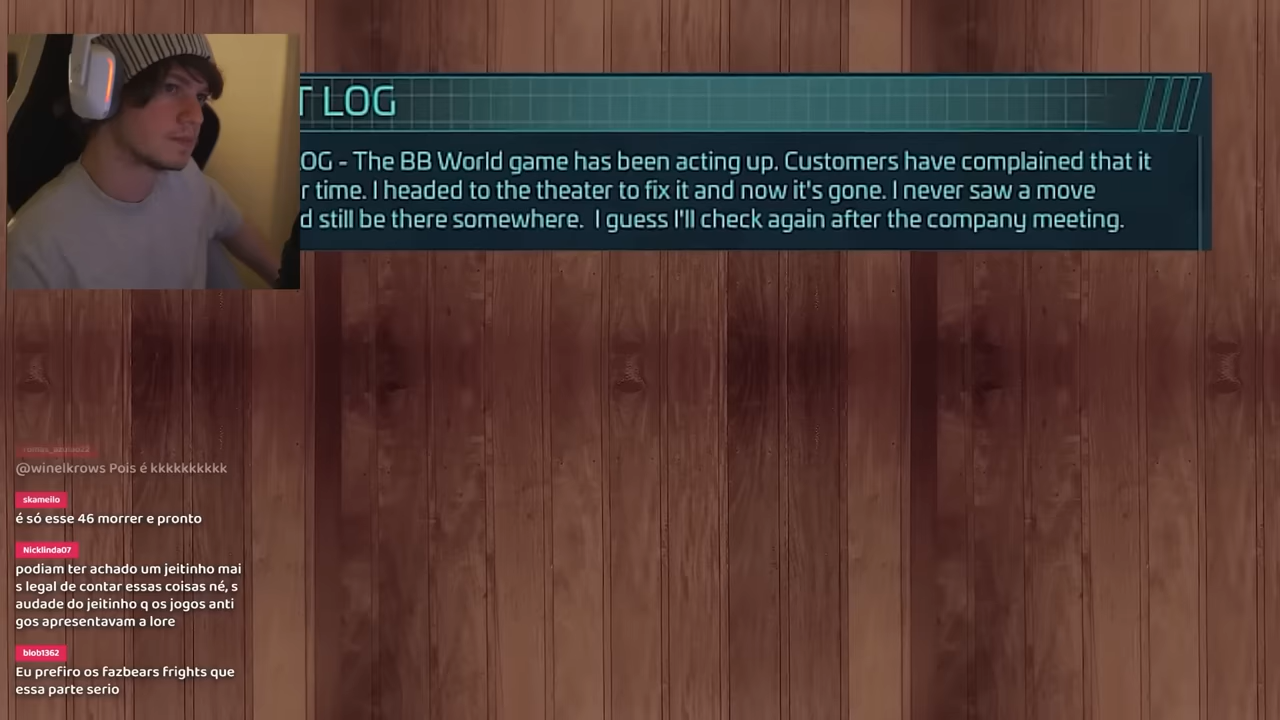 T LOG
OG - The BB World game has been acting up. Customers have complained that it
r time. I headed to the theater to fix it and now it's gone. I never saw a move
d still be there somewhere.  I guess I'll check again after the company meeting.
@winelkrows Pois é kkkkkkkkkk
skameilo
é só esse 46 morrer e pronto
Nicklinda07
podiam ter achado um jeitinho mai
s legal de contar essas coisas né, s
audade do jeitinho q os jogos anti
gos apresentavam a lore
blob1362
Eu prefiro os fazbears frights que
essa parte serio